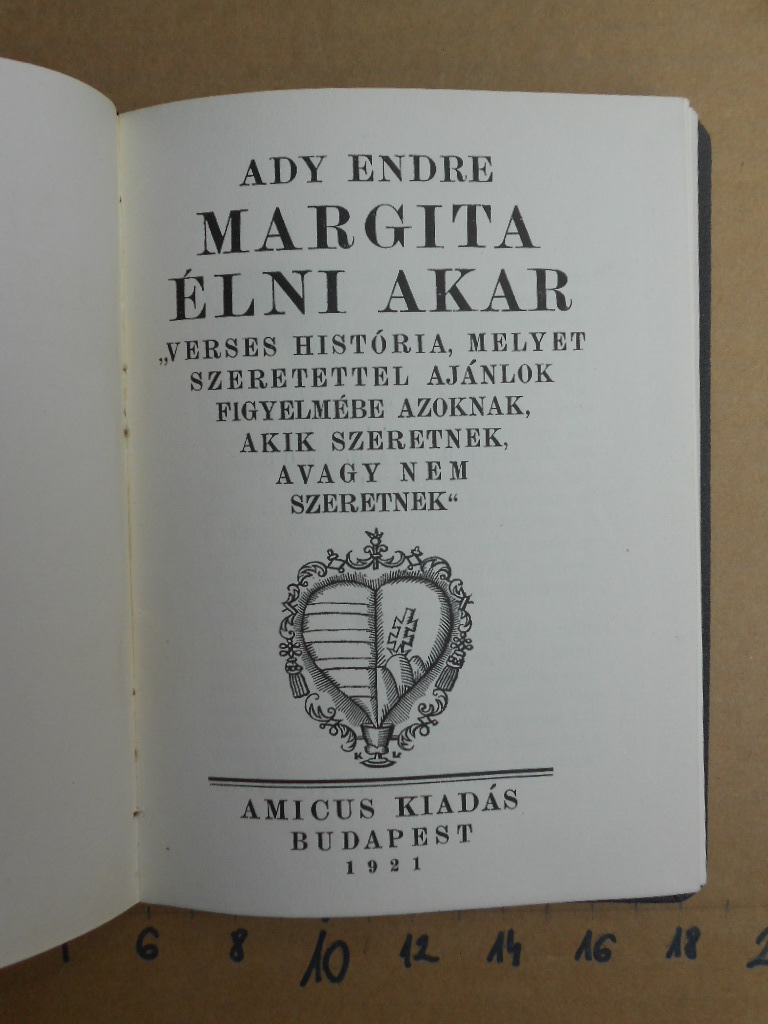 ADY ENDRE
MARGITA
ÉLNI AKAR
„VERSES HISTÓRIA, MELYET
SZERETETTEL AJÁNLOK
FIGYELMÉBE AZOKNAK,
AKIK SZERETNEK,
AVAGY NEM
SZERETNEK“
K L
AMICUS KIADÁS
BUDAPEST
1921
6 8 10 12 14 16 18